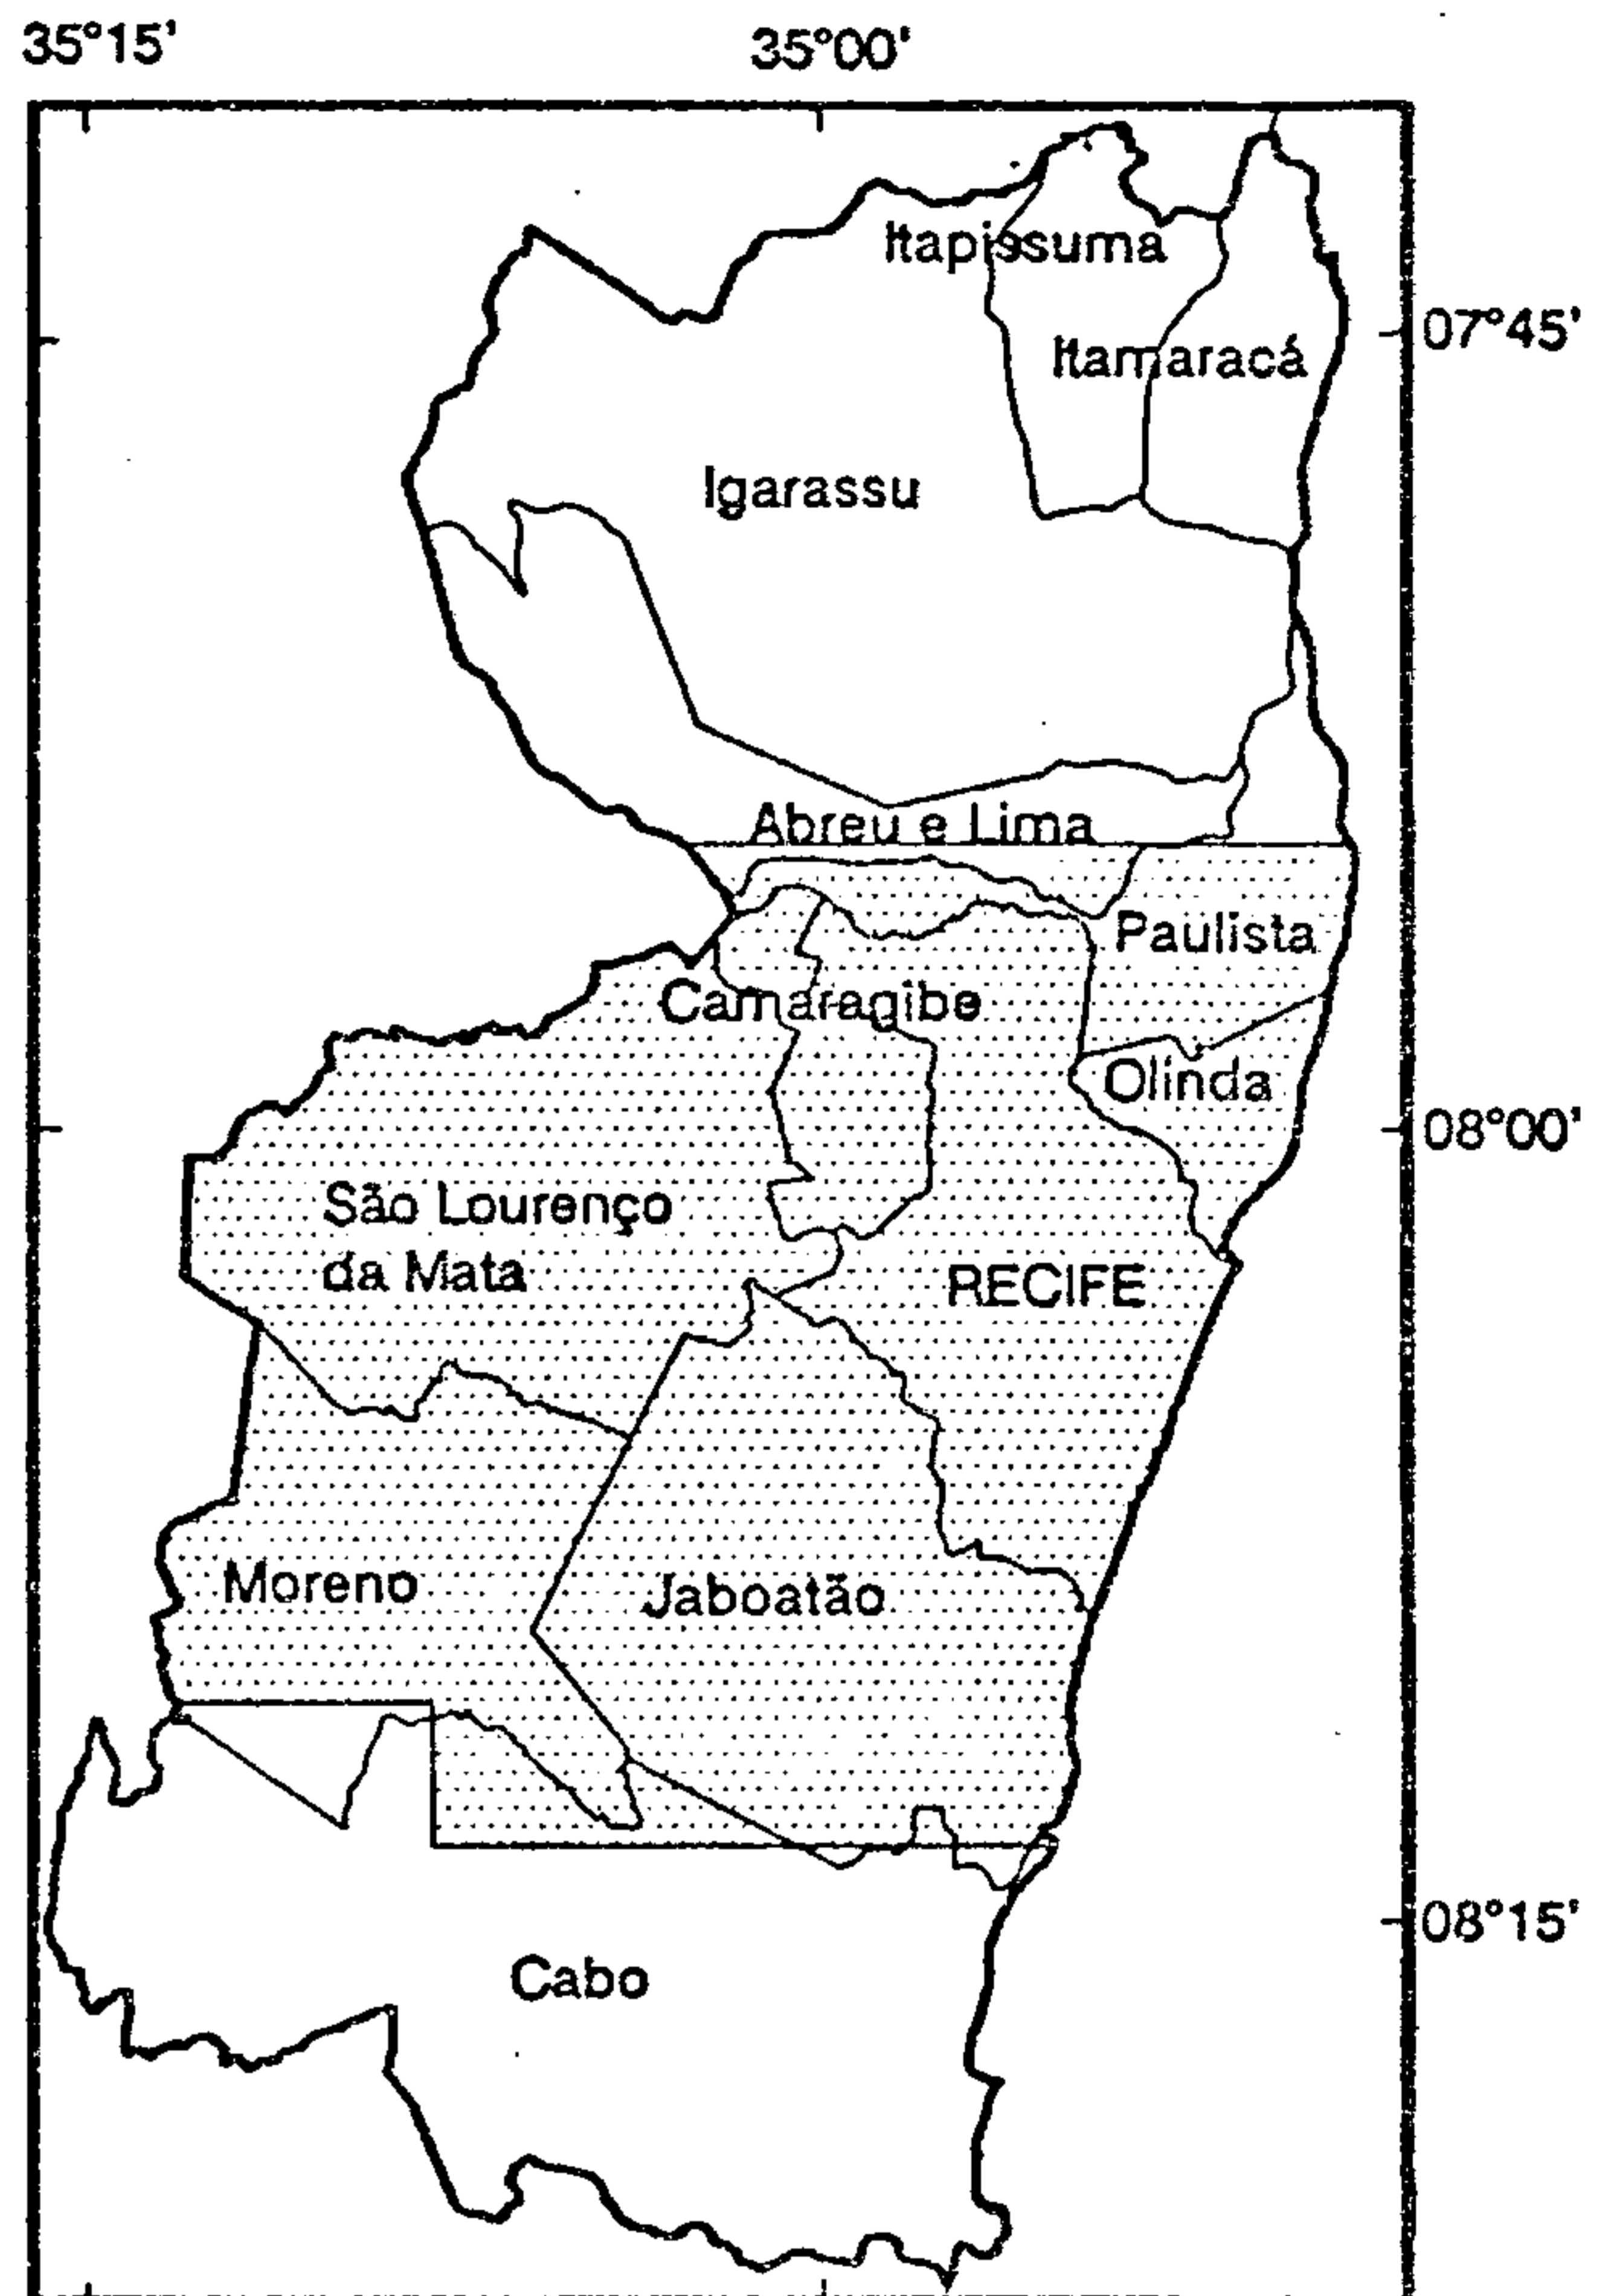 35°15'
35°00'
Itapissuma
07°45'
Itamaracá
Igarassu
Abreu e Lima
Paulista
Camaragibe
Olinda
08°00'
São Lourenço
da Mata
RECIFE
Moreno
Jaboatão
08°15'
Cabo